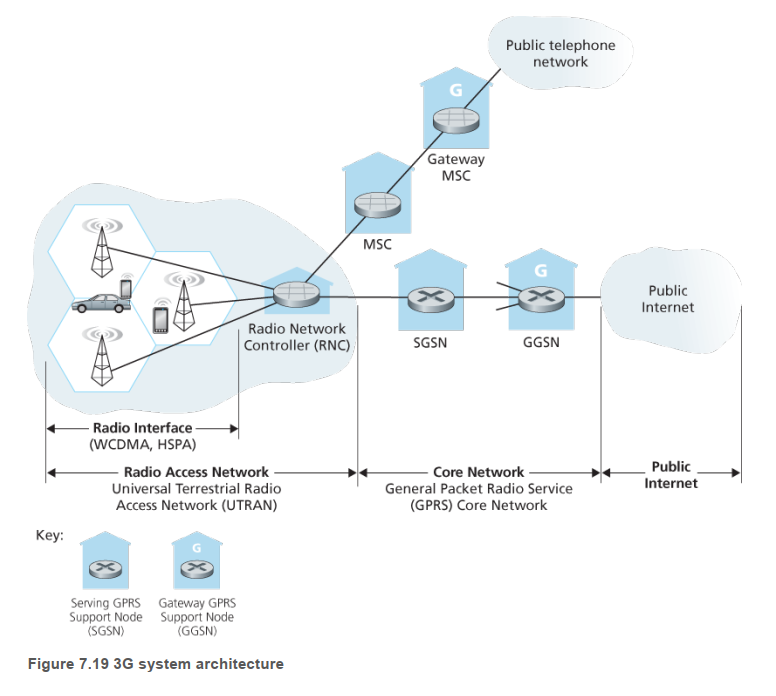 Public telephone
network
G
Gateway
MSC
MSC
G
Public
Internet
Radio Network
Controller (RNC)
SGSN
GGSN
Radio Interface
(WCDMA, HSPA)
Radio Access Network
Universal Terrestrial Radio
Access Network (UTRAN)
Core Network
General Packet Radio Service
(GPRS) Core Network
Public
Internet
Key:
G
Serving GPRS
Support Node
(SGSN)
Gateway GPRS
Support Node
(GGSN)
Figure 7.19 3G system architecture